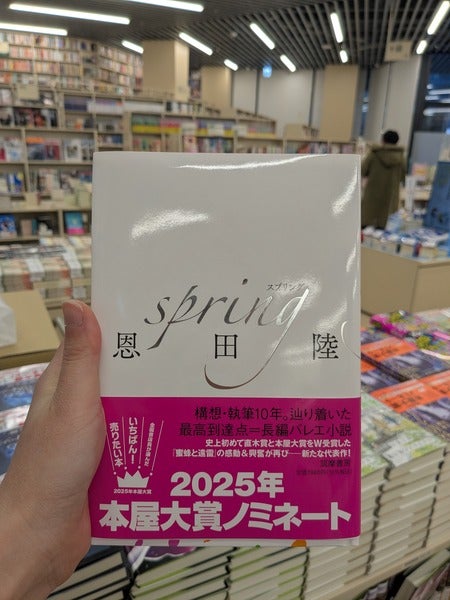 スプリング
spring
恩田陸
構想・執筆10年。辿り着いた
最高到達点＝長編バレエ小説
史上初めて直木賞と本屋大賞をW受賞した
『蜜蜂と遠雷』の感動&興奮が再び──新たな代表作!
筑摩書房
全国書店員が選んだ
いちばん!
売りたい本
2025年本屋大賞
2025年
本屋大賞ノミネート